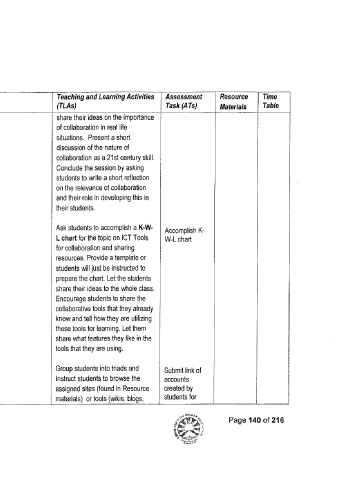 Teaching and Learning Activities (TLAs)
Assessment Task (ATs)
Resource Materials
Time Table
share their ideas on the importance
of collaboration in real life
situations. Present a short
discussion of the nature of
collaboration as a 21st century skill.
Conclude the session by asking
students to write a short reflection
on the relevance of collaboration
and their role in developing this in
their students.
Ask students to accomplish a K-W-
L chart for the topic on ICT Tools
for collaboration and sharing
resources. Provide a template or
students will just be instructed to
prepare the chart. Let the students
share their ideas to the whole class.
Encourage students to share the
collaborative tools that they already
know and tell how they are utilizing
these tools for learning. Let them
share what features they like in the
tools that they are using.
Accomplish K-
W-L chart
Group students into triads and
instruct students to browse the
assigned sites (found in Resource
materials) or tools (wikis, blogs,
Submit link of
accounts
created by
students for
Page 140 of 216